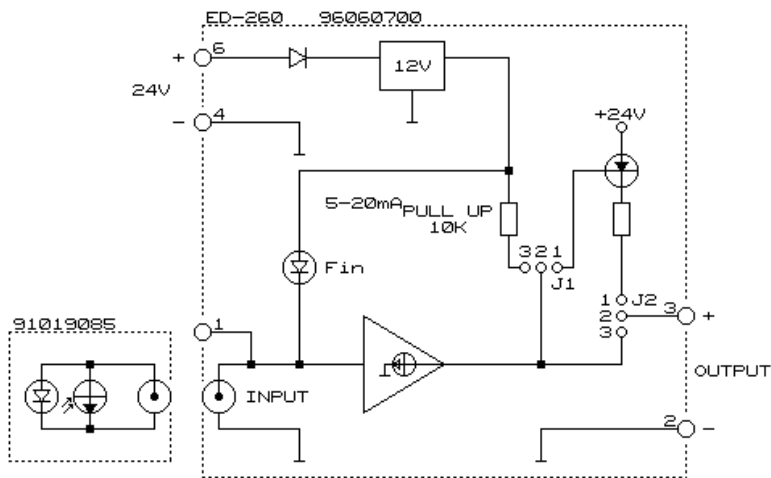 ED-260 96060700
+ 6
12V
24V
- 4
+24V
5-20mA PULL UP
10K
3 2 1
J1
Fin
1 J2
2 3 +
3
1
91019085
INPUT
OUTPUT
2 -